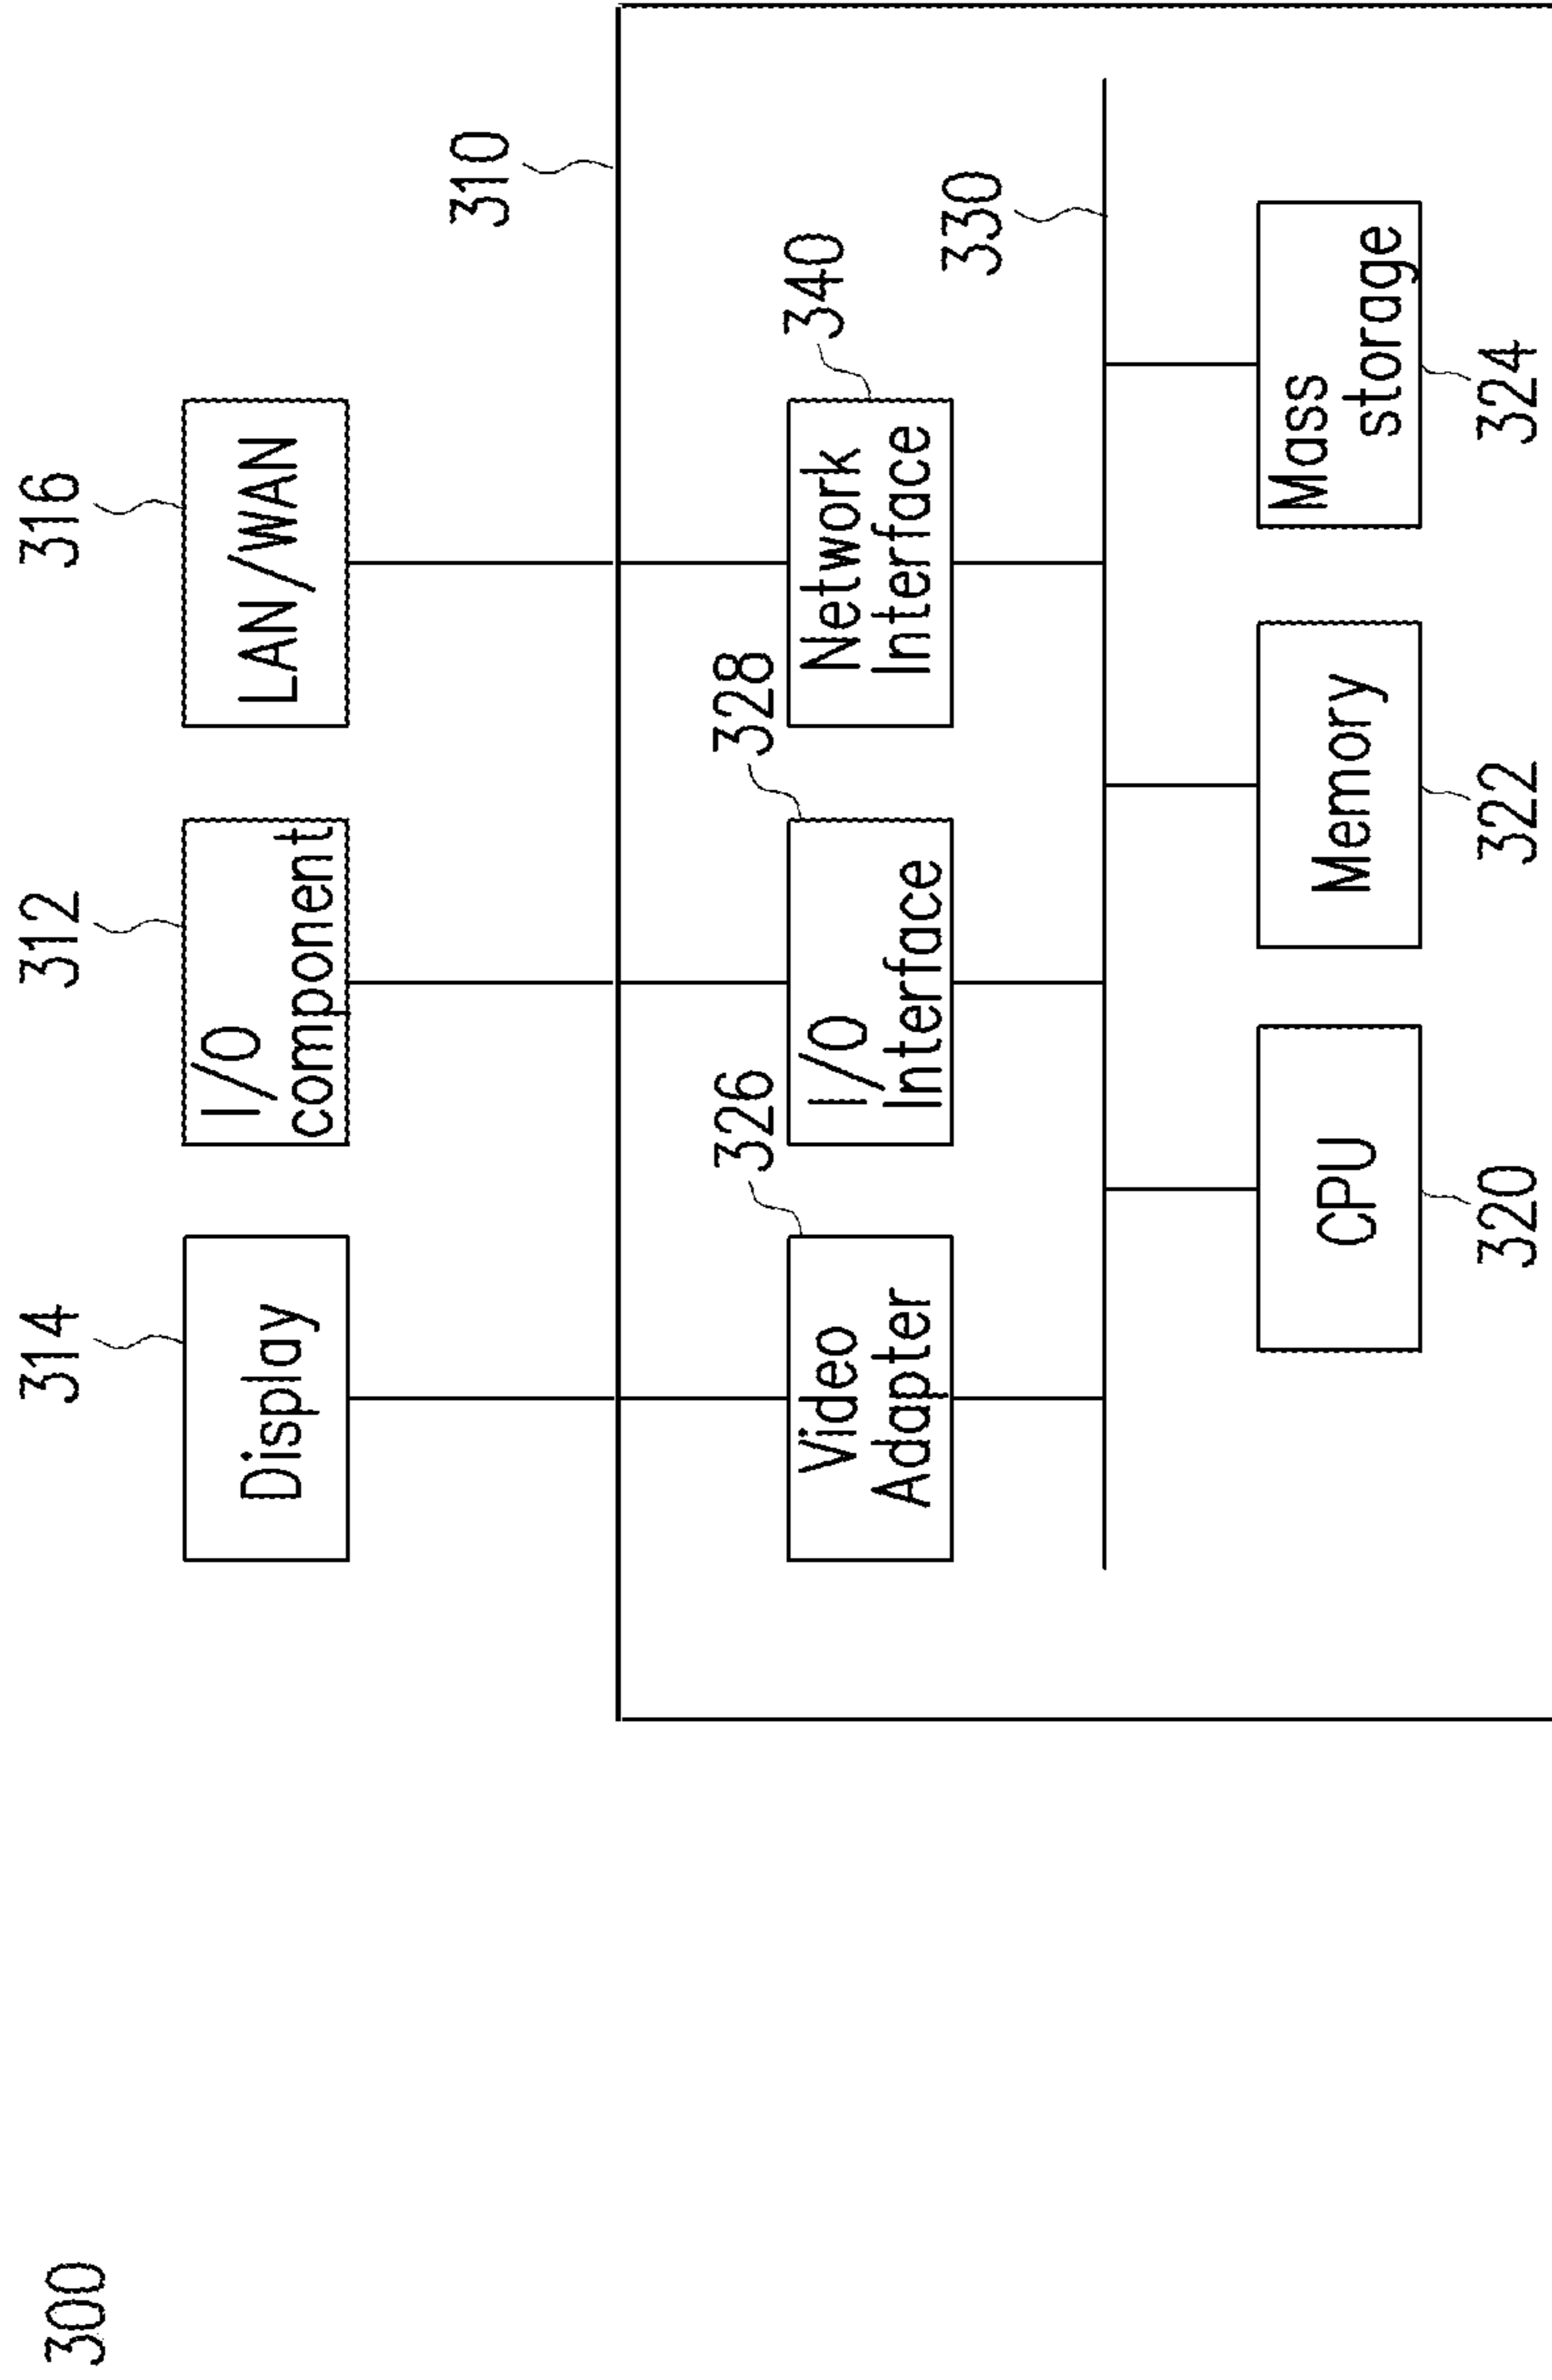 300
314
312
316
Display
I/O
component
LAN/WAN
310
326
328
340
Video
Adapter
I/O
Interface
Network
Interface
330
CPU
Memory
Mass
storage
320
322
324